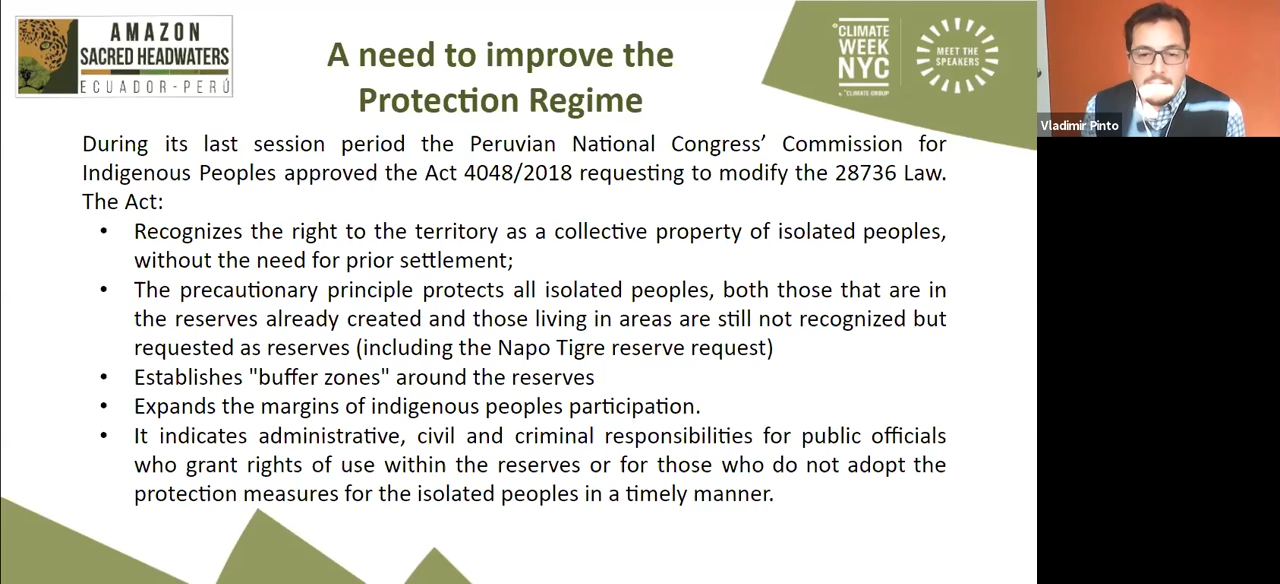 AMAZON
SACRED HEADWATERS
ECUADOR-PERÚ
A need to improve the
Protection Regime
CLIMATE
WEEK
NYC
CLIMATE GROUP
MEET THE
SPEAKERS
Vladimir Pinto
During its last session period the Peruvian National Congress’ Commission for
Indigenous Peoples approved the Act 4048/2018 requesting to modify the 28736 Law.
The Act:
• Recognizes the right to the territory as a collective property of isolated peoples,
without the need for prior settlement;
• The precautionary principle protects all isolated peoples, both those that are in
the reserves already created and those living in areas are still not recognized but
requested as reserves (including the Napo Tigre reserve request)
• Establishes "buffer zones" around the reserves
• Expands the margins of indigenous peoples participation.
• It indicates administrative, civil and criminal responsibilities for public officials
who grant rights of use within the reserves or for those who do not adopt the
protection measures for the isolated peoples in a timely manner.